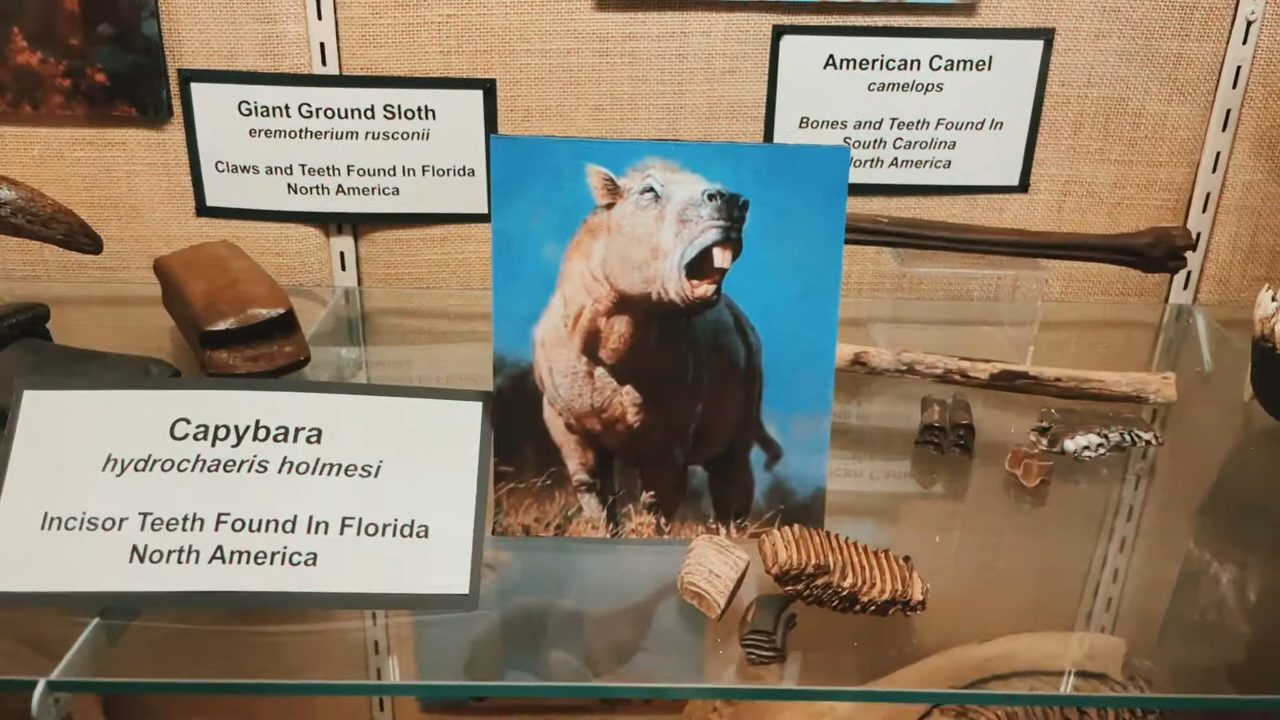 Giant Ground Sloth
eremotherium rusconii
Claws and Teeth Found In Florida
North America
American Camel
camelops
Bones and Teeth Found In
South Carolina
North America
Capybara
hydrochaeris holmesi
Incisor Teeth Found In Florida
North America